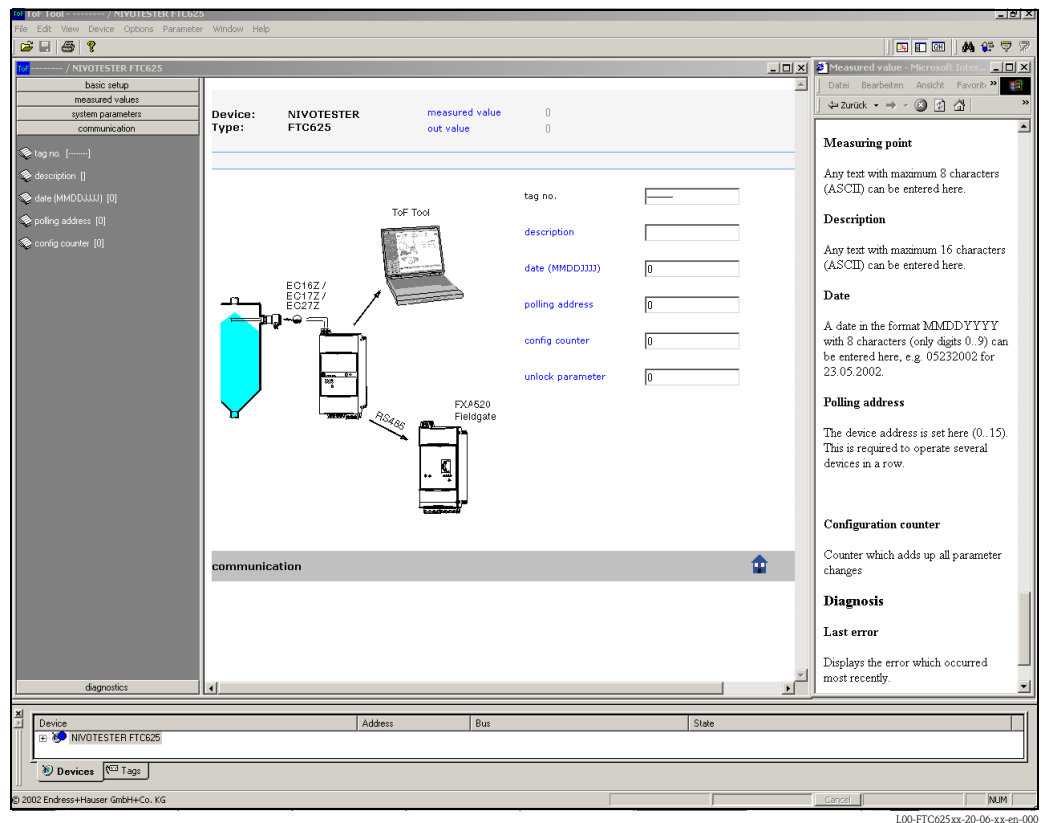 ToF Tool - -------- / NIVOTESTER FTC625
File Edit View Device Options Parameter Window Help
-------- / NIVOTESTER FTC625
basic setup
measured values
system parameters
communication
tag no. [--------]
description []
date (MMDDJJJJ) [0]
polling address [0]
config counter [0]
diagnostics
Device: NIVOTESTER measured value 0
Type: FTC625 out value 0
tag no. --------
description
date (MMDDJJJJ) 0
polling address 0
config counter 0
unlock parameter 0
ToF Tool
EC16Z /
EC17Z /
EC27Z
RS485
FXA520
Fieldgate
communication
Measured value - Microsoft Inter...
Datei Bearbeiten Ansicht Favorit »
Zurück »
Measuring point
Any text with maximum 8 characters
(ASCII) can be entered here.
Description
Any text with maximum 16 characters
(ASCII) can be entered here.
Date
A date in the format MMDDYYYY
with 8 characters (only digits 0..9) can
be entered here, e.g. 05232002 for
23.05.2002.
Polling address
The device address is set here (0..15).
This is required to operate several
devices in a row.
Configuration counter
Counter which adds up all parameter
changes
Diagnosis
Last error
Displays the error which occurred
most recently.
Device Address Bus State
NIVOTESTER FTC625
Devices Tags
© 2002 Endress+Hauser GmbH+Co. KG Cancel NUM
L00-FTC625xx-20-06-xx-en-000